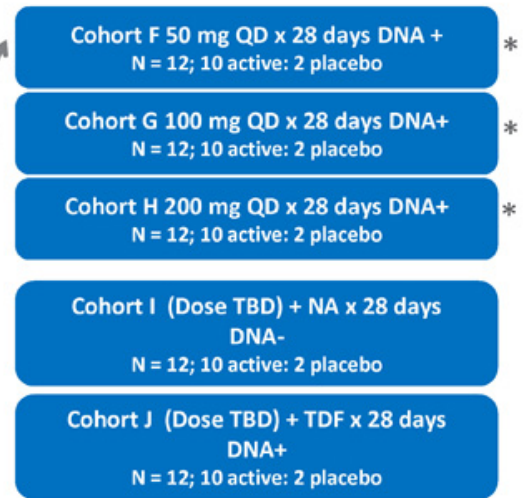 Cohort F 50 mg QD x 28 days DNA +
N = 12; 10 active: 2 placebo
*
Cohort G 100 mg QD x 28 days DNA+
N = 12; 10 active: 2 placebo
*
Cohort H 200 mg QD x 28 days DNA+
N = 12; 10 active: 2 placebo
*
Cohort I (Dose TBD) + NA x 28 days
DNA-
N = 12; 10 active: 2 placebo
Cohort J (Dose TBD) + TDF x 28 days
DNA+
N = 12; 10 active: 2 placebo